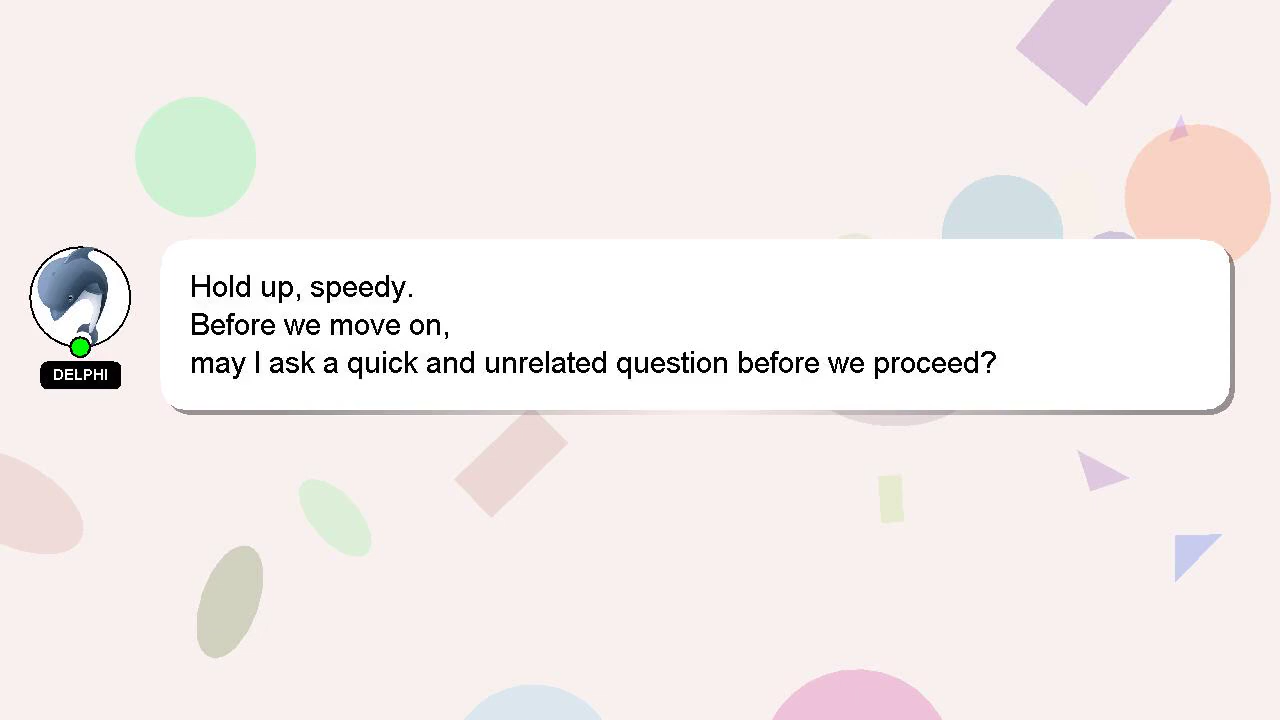 Hold up, speedy.
Before we move on,
may I ask a quick and unrelated question before we proceed?
DELPHI